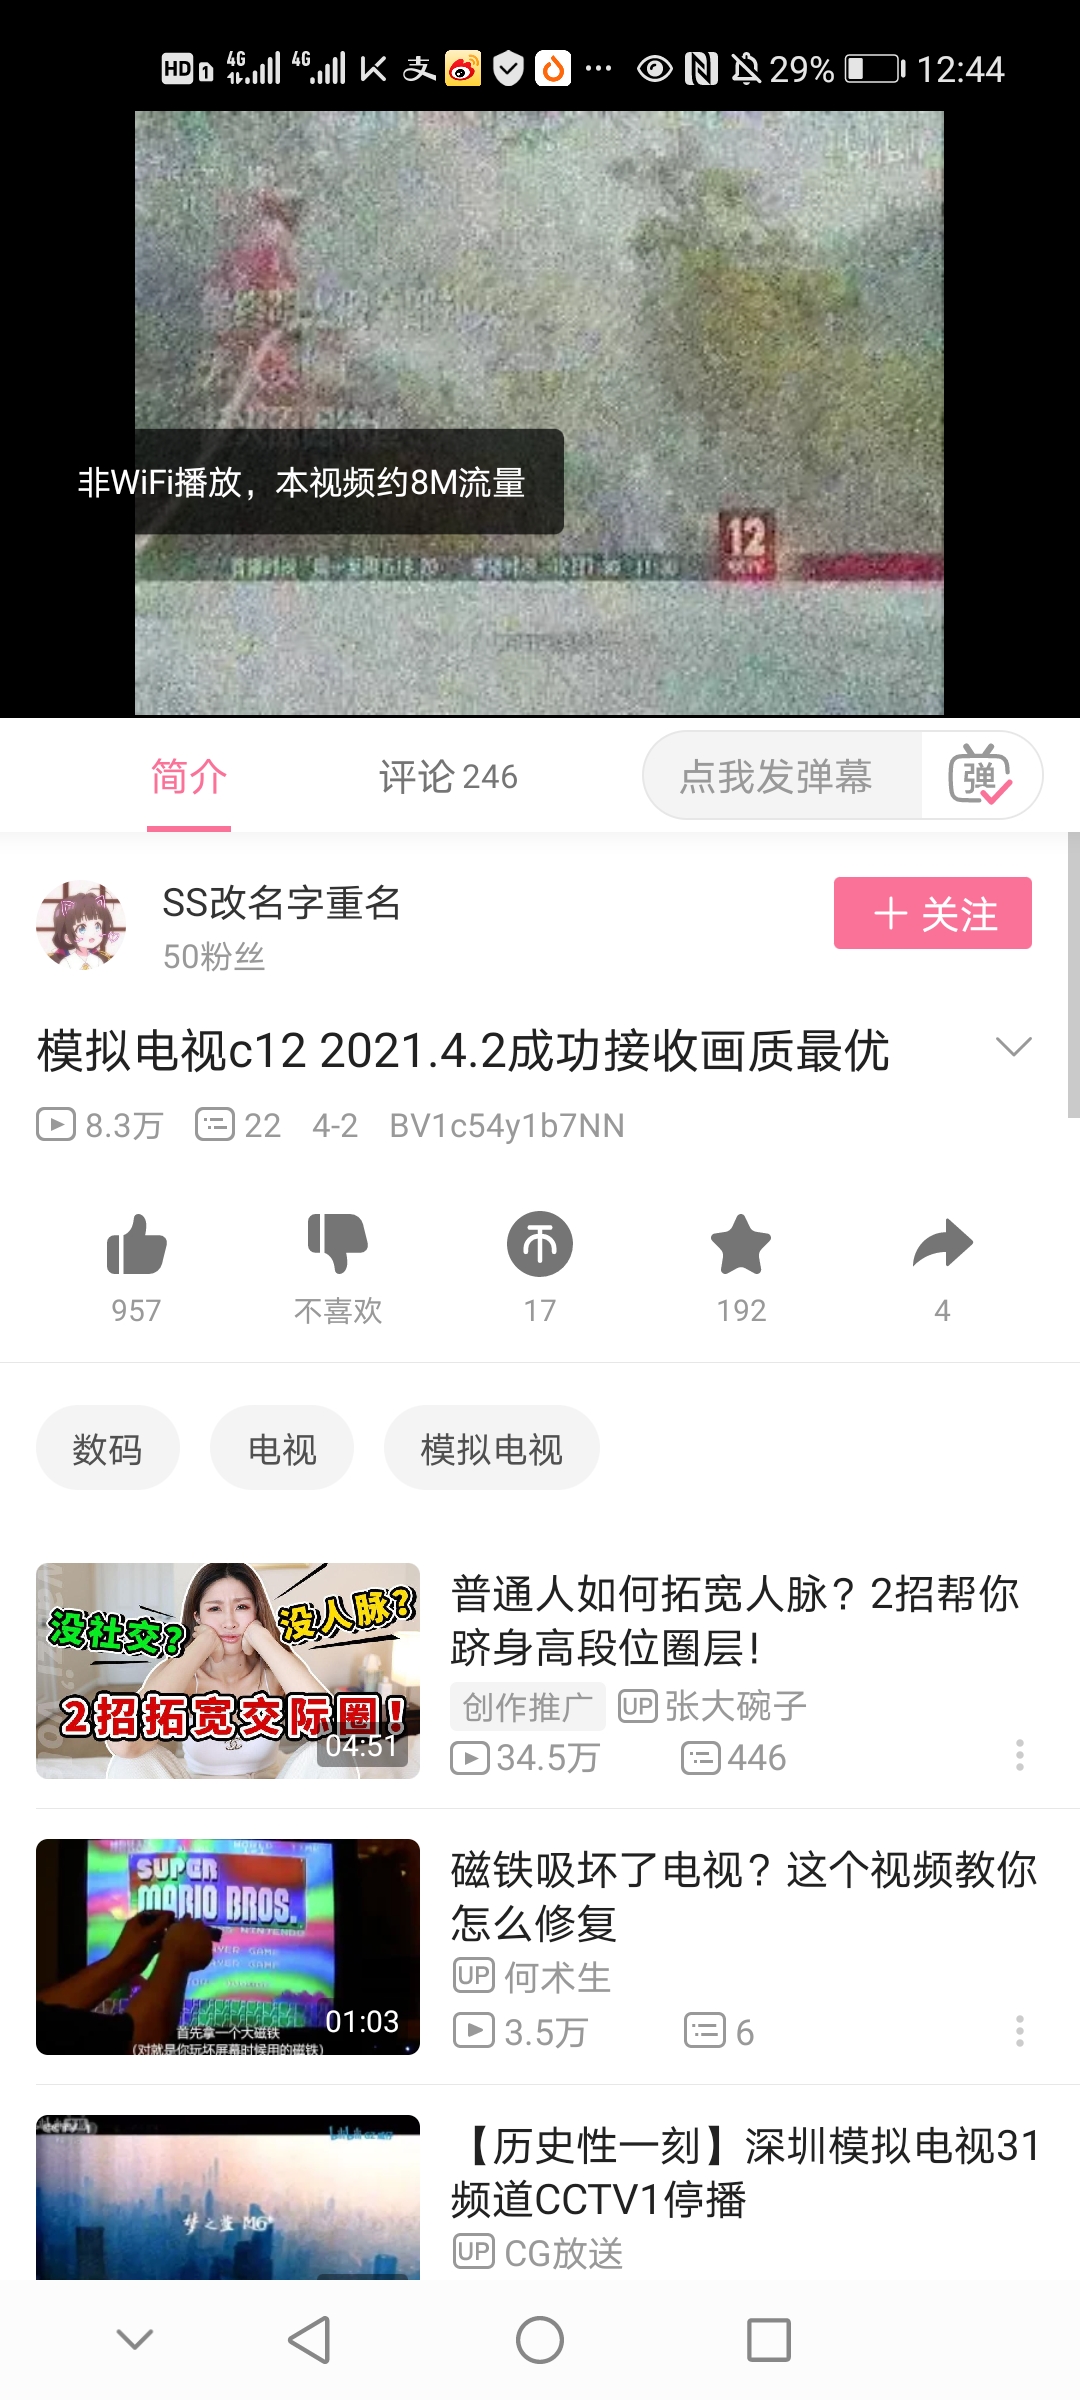 HD 1 4G 4G 支 29% 12:44
bilibili
非WiFi播放，本视频约8M流量
12
简介 评论 246 点我发弹幕 弹
SS改名字重名
50粉丝
＋关注
模拟电视c12 2021.4.2成功接收画质最优
8.3万 22 4-2 BV1c54y1b7NN
957 不喜欢 17 192 4
数码 电视 模拟电视
没社交？ 没人脉？
2招拓宽交际圈！
04:51
普通人如何拓宽人脉？2招帮你
跻身高段位圈层！
创作推广 UP 张大碗子
34.5万 446
SUPER
MARIO BROS.
首先拿一个大磁铁
(对就是你玩坏屏幕时候用的磁铁)
01:03
磁铁吸坏了电视？这个视频教你
怎么修复
UP 何术生
3.5万 6
CCTV-1
梦之蓝 M6+
【历史性一刻】深圳模拟电视31
频道CCTV1停播
UP CG放送